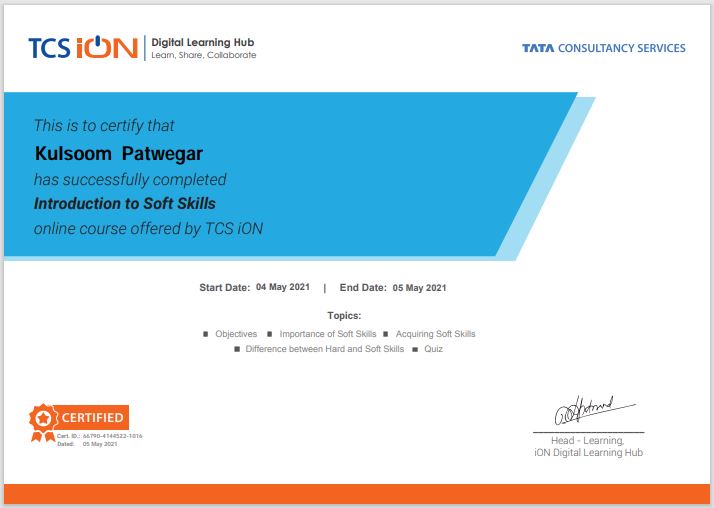 TCS iON
Digital Learning Hub
Learn, Share, Collaborate
TATA CONSULTANCY SERVICES
This is to certify that
Kulsoom Patwegar
has successfully completed
Introduction to Soft Skills
online course offered by TCS iON
Start Date: 04 May 2021 | End Date: 05 May 2021
Topics:
■ Objectives ■ Importance of Soft Skills ■ Acquiring Soft Skills
■ Difference between Hard and Soft Skills ■ Quiz
CERTIFIED
Cert. ID.: 66790-4144522-1016
Dated: 05 May 2021
Head - Learning,
iON Digital Learning Hub